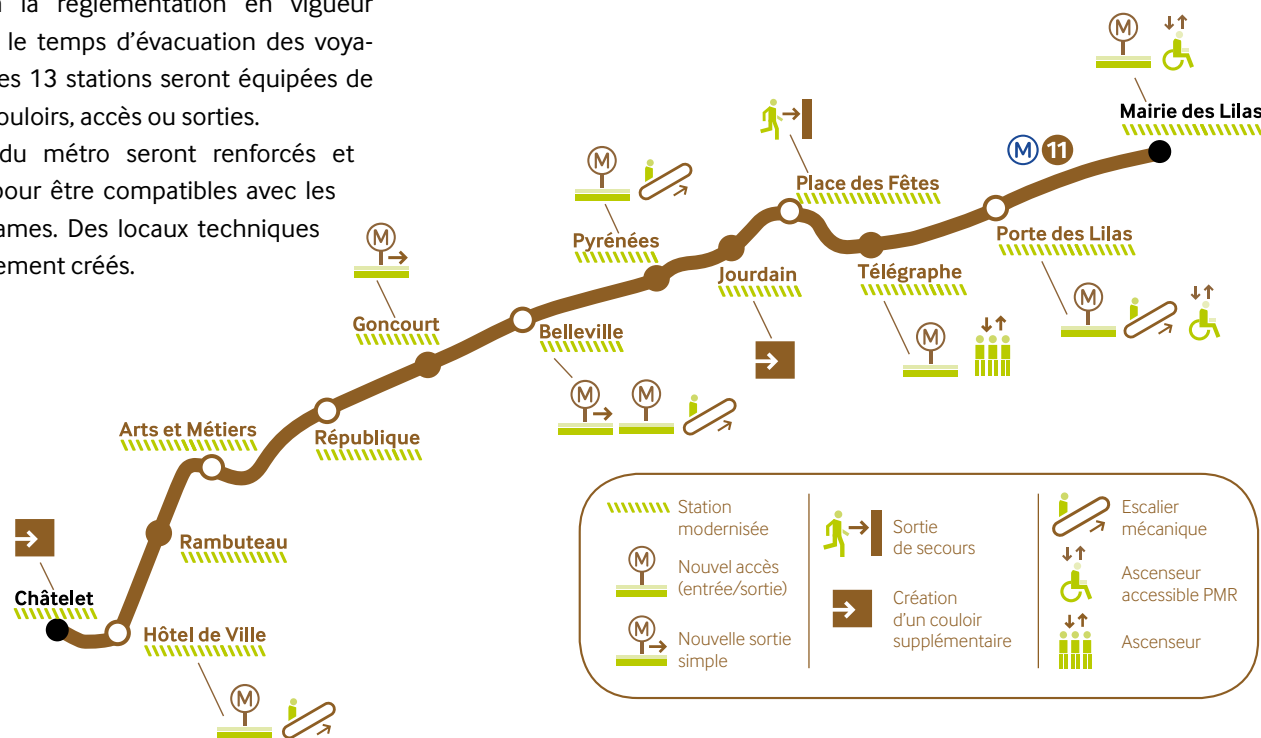 la réglementation en vigueur
le temps d'évacuation des voya-
es 13 stations seront équipées de
ouloirs, accès ou sorties.
du métro seront renforcés et
pour être compatibles avec les
ames. Des locaux techniques
ement créés.
M
Mairie des Lilas
M 11
Place des Fêtes
M
Pyrénées
Porte des Lilas
M
Jourdain
Télégraphe
M
M
Goncourt
Belleville
M
M
Arts et Métiers
République
Rambuteau
Châtelet
Hôtel de Ville
M
Station
modernisée
M
Nouvel accès
(entrée/sortie)
M
Nouvelle sortie
simple
Sortie
de secours
Création
d'un couloir
supplémentaire
Escalier
mécanique
Ascenseur
accessible PMR
Ascenseur